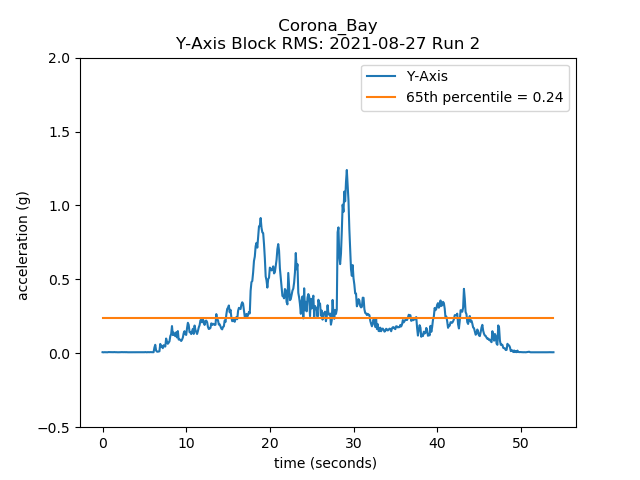 Corona_Bay
Y-Axis Block RMS: 2021-08-27 Run 2
Y-Axis
65th percentile = 0.24
acceleration (g)
2.0
1.5
1.0
0.5
0.0
−0.5
0 10 20 30 40 50
time (seconds)